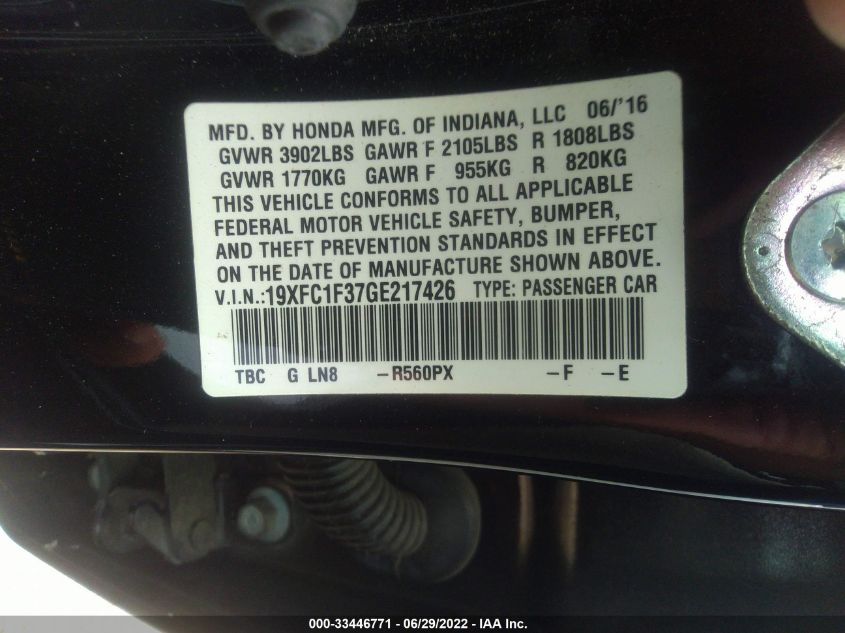 MFD. BY HONDA MFG. OF INDIANA, LLC 06/'16
GVWR 3902LBS GAWR F 2105LBS R 1808LBS
GVWR 1770KG GAWR F 955KG R 820KG
THIS VEHICLE CONFORMS TO ALL APPLICABLE
FEDERAL MOTOR VEHICLE SAFETY, BUMPER,
AND THEFT PREVENTION STANDARDS IN EFFECT
ON THE DATE OF MANUFACTURE SHOWN ABOVE.
V.I.N.:19XFC1F37GE217426 TYPE: PASSENGER CAR
TBC G LN8 -R560PX -F -E
000-33446771 - 06/29/2022 - IAA Inc.